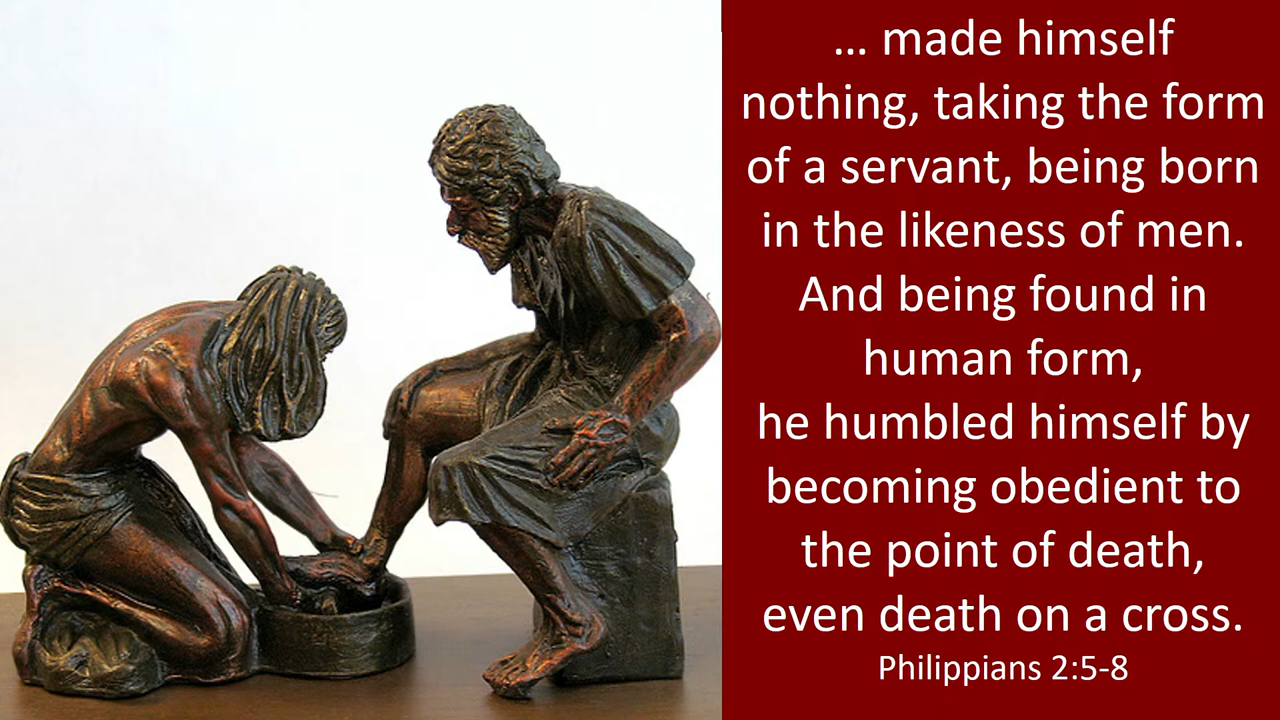 ... made himself
nothing, taking the form
of a servant, being born
in the likeness of men.
And being found in
human form,
he humbled himself by
becoming obedient to
the point of death,
even death on a cross.
Philippians 2:5-8